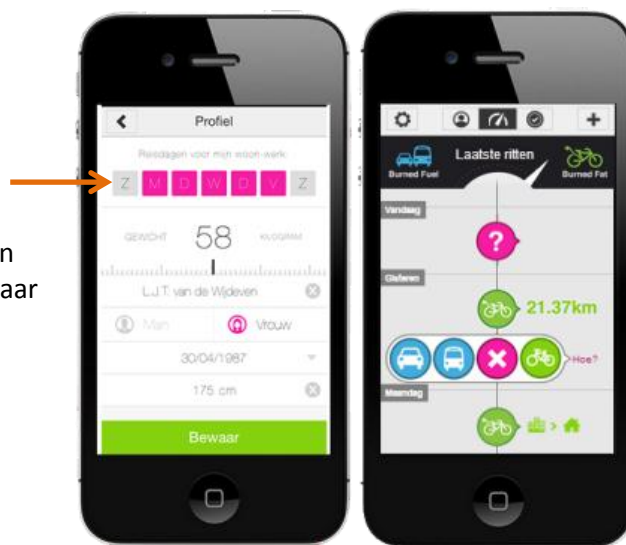 n
aar
Profiel
Reisdagen voor mijn woon-werk:
Z M D W D V Z
GEWICHT 58 KILOGRAM
L.J.T. van de Wijdeven
Man Vrouw
30/04/1987
175 cm
Bewaar
Laatste ritten
Burned Fuel Burned Fat
Vandaag
?
Gisteren
21.37km
Hoe?
Maandag